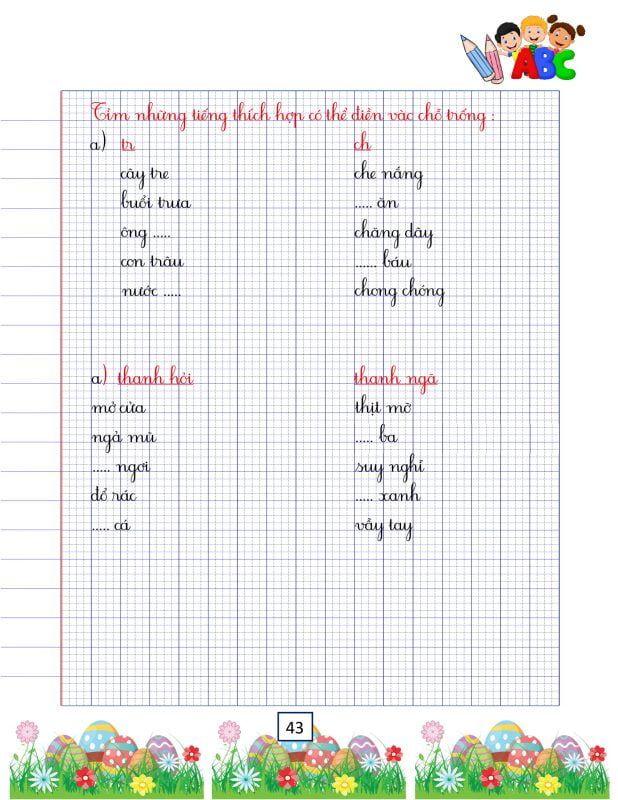 ABC
Tìm những tiếng thích hợp có thể điền vào chỗ trống :
a) tr ch
cây tre che nắng
buổi trưa ..... ăn
ông ..... chăng dây
con trâu ...... báu
nước ..... chong chóng
a) thanh hỏi thanh ngã
mở cửa thịt mỡ
ngả mũ ..... ba
..... ngơi suy nghĩ
đổ rác ..... xanh
..... cá vẫy tay
43